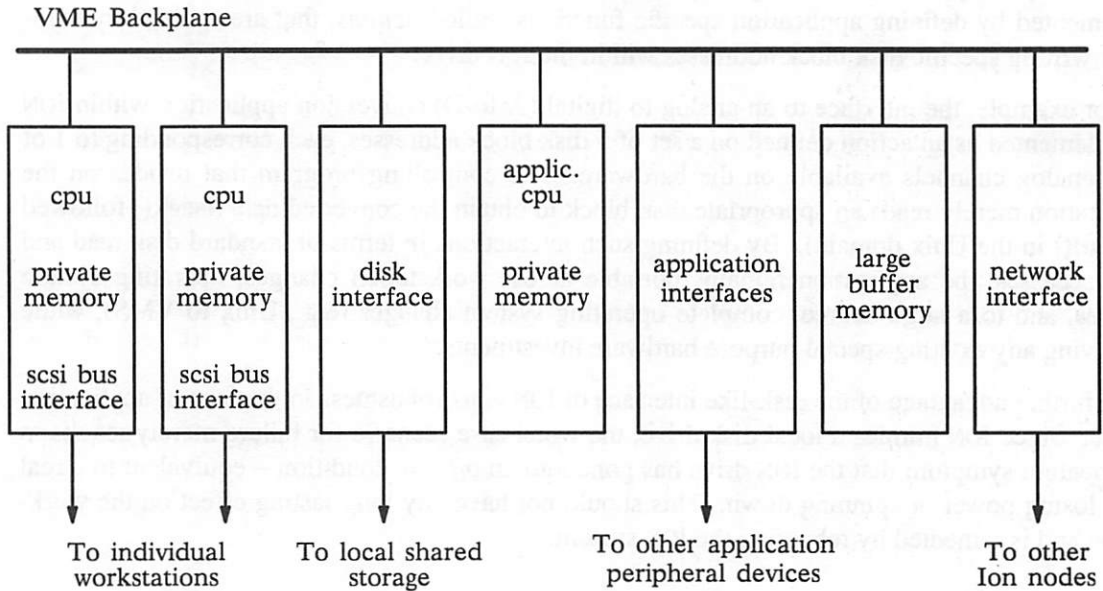 VME Backplane
cpu
private
memory
scsi bus
interface
cpu
private
memory
scsi bus
interface
disk
interface
applic.
cpu
private
memory
application
interfaces
large
buffer
memory
network
interface
To individual
workstations
To local shared
storage
To other application
peripheral devices
To other
Ion nodes